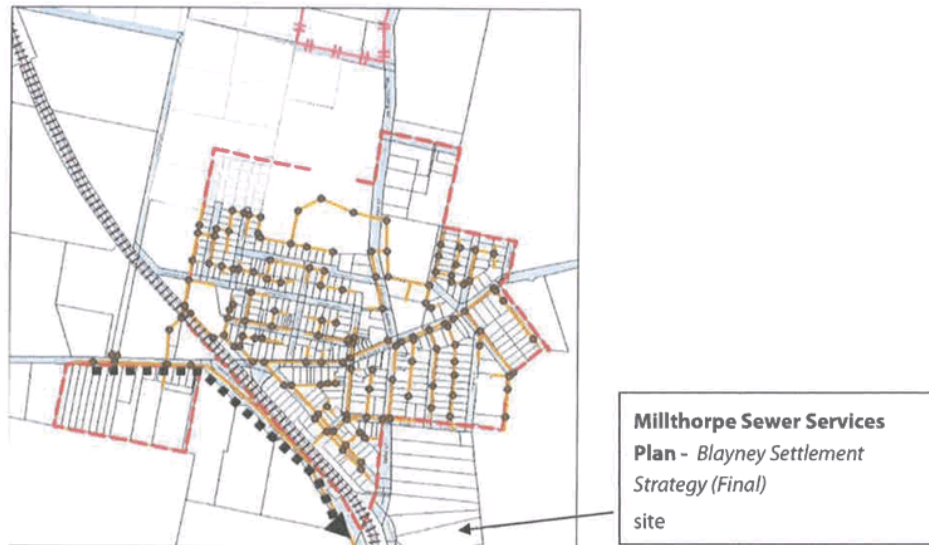 Millthorpe Sewer Services
Plan - Blayney Settlement
Strategy (Final)
site